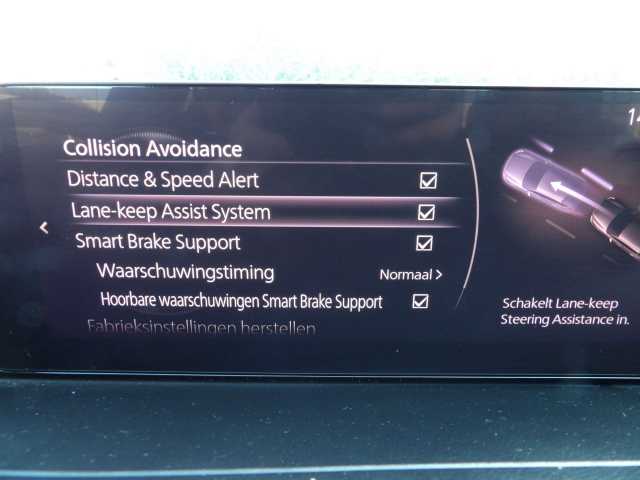 Collision Avoidance
Distance & Speed Alert
Lane-keep Assist System
Smart Brake Support
Waarschuwingstiming Normaal >
Hoorbare waarschuwingen Smart Brake Support
Fabrieksinstellingen herstellen
Schakelt Lane-keep
Steering Assistance in.